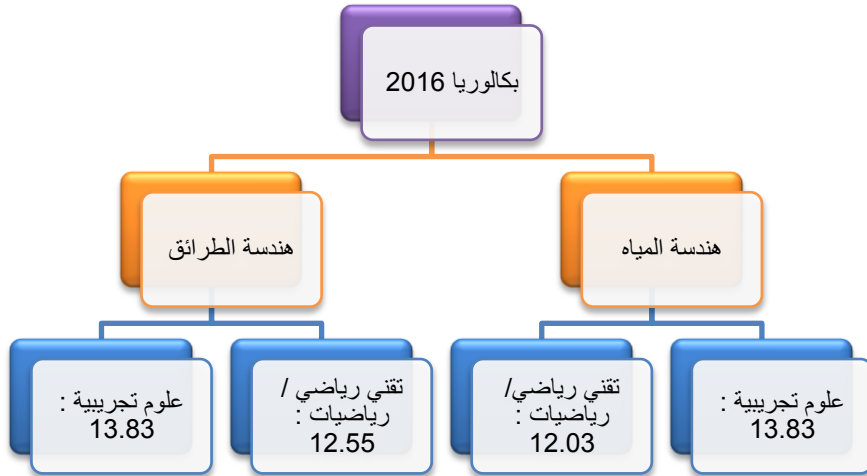 بكالوريا 2016
هندسة المياه
هندسة الطرائق
علوم تجريبية :
13.83
تقني رياضي/
رياضيات :
12.03
تقني رياضي /
رياضيات :
12.55
علوم تجريبية :
13.83